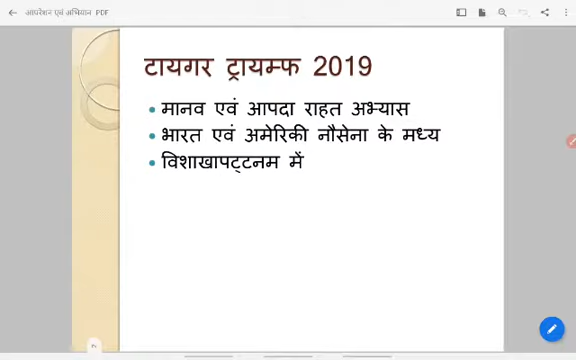 आपरेशन एवं अभियान PDF
टायगर ट्रायम्फ 2019
मानव एवं आपदा राहत अभ्यास
भारत एवं अमेरिकी नौसेना के मध्य
विशाखापट्टनम में